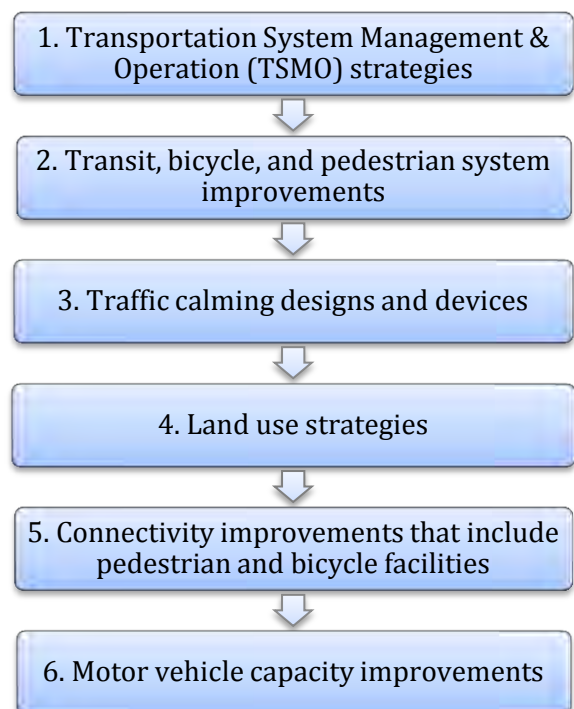 1. Transportation System Management &
Operation (TSMO) strategies
2. Transit, bicycle, and pedestrian system
improvements
3. Traffic calming designs and devices
4. Land use strategies
5. Connectivity improvements that include
pedestrian and bicycle facilities
6. Motor vehicle capacity improvements